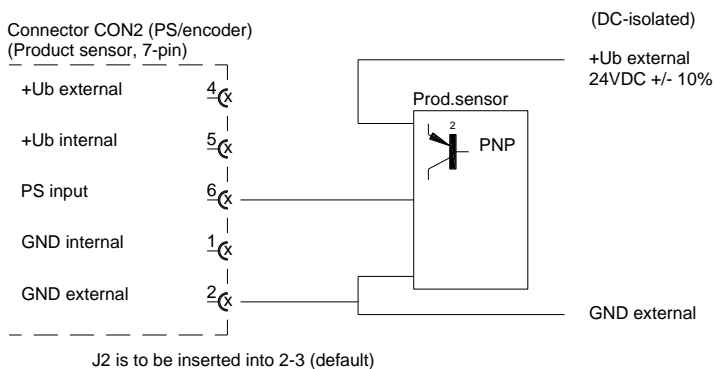 Connector CON2 (PS/encoder)
(Product sensor, 7-pin)
+Ub external
4
x
+Ub internal
5
x
PS input
6
x
GND internal
1
x
GND external
2
x
J2 is to be inserted into 2-3 (default)
Prod.sensor
2
PNP
(DC-isolated)
+Ub external
24VDC +/- 10%
GND external